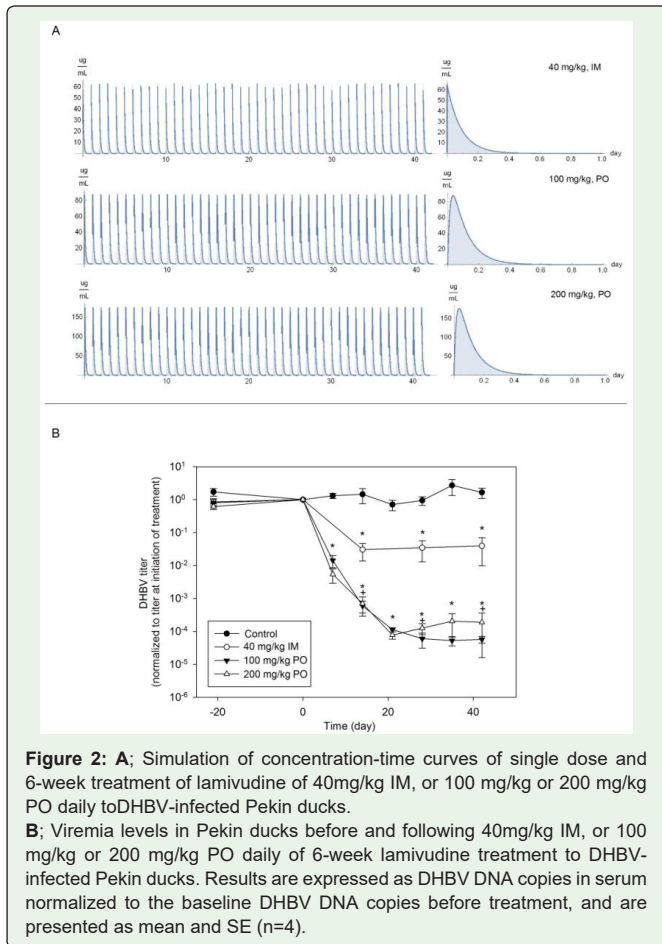 A
ug
mL
60
50
40
30
20
10
10
20
30
40
40 mg/kg, IM
ug
mL
60
50
40
30
20
10
0.2
0.4
0.6
0.8
1.0
day
ug
mL
80
60
40
20
10
20
30
40
100 mg/kg, PO
ug
mL
80
60
40
20
0.2
0.4
0.6
0.8
1.0
day
ug
mL
150
100
50
10
20
30
40
200 mg/kg, PO
ug
mL
150
100
50
0.2
0.4
0.6
0.8
1.0
day
B
DHBV titer
(normalized to titer at initiation of treatment)
10^1
10^0
10^-1
10^-2
10^-3
10^-4
10^-5
10^-6
* * * * * * * * * *
+ + +
Control
40 mg/kg IM
100 mg/kg PO
200 mg/kg PO
-20
0
20
40
Time (day)
Figure 2: A; Simulation of concentration-time curves of single dose and
6-week treatment of lamivudine of 40mg/kg IM, or 100 mg/kg or 200 mg/kg
PO daily toDHBV-infected Pekin ducks.
B; Viremia levels in Pekin ducks before and following 40mg/kg IM, or 100
mg/kg or 200 mg/kg PO daily of 6-week lamivudine treatment to DHBV-
infected Pekin ducks. Results are expressed as DHBV DNA copies in serum
normalized to the baseline DHBV DNA copies before treatment, and are
presented as mean and SE (n=4).